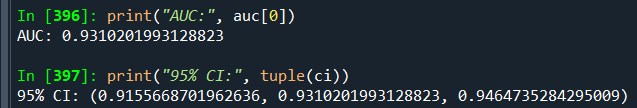 In [396]: print("AUC:", auc[0])
AUC: 0.9310201993128823
In [397]: print("95% CI:", tuple(ci))
95% CI: (0.9155668701962636, 0.9310201993128823, 0.9464735284295009)